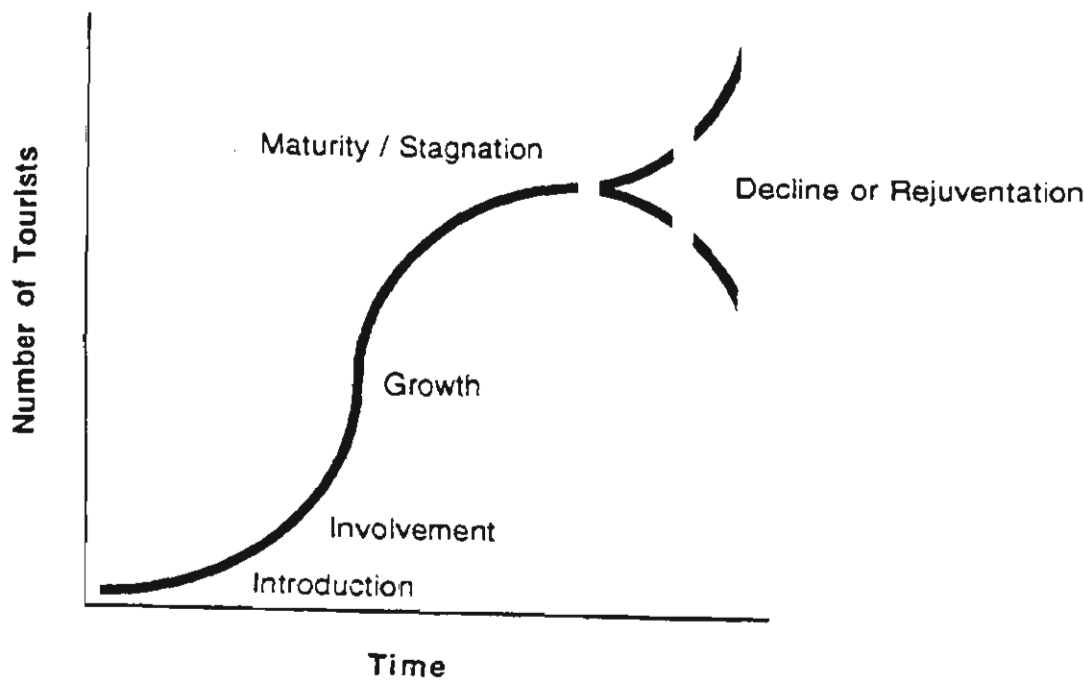 Maturity / Stagnation
Decline or Rejuventation
Number of Tourists
Growth
Involvement
Introduction
Time